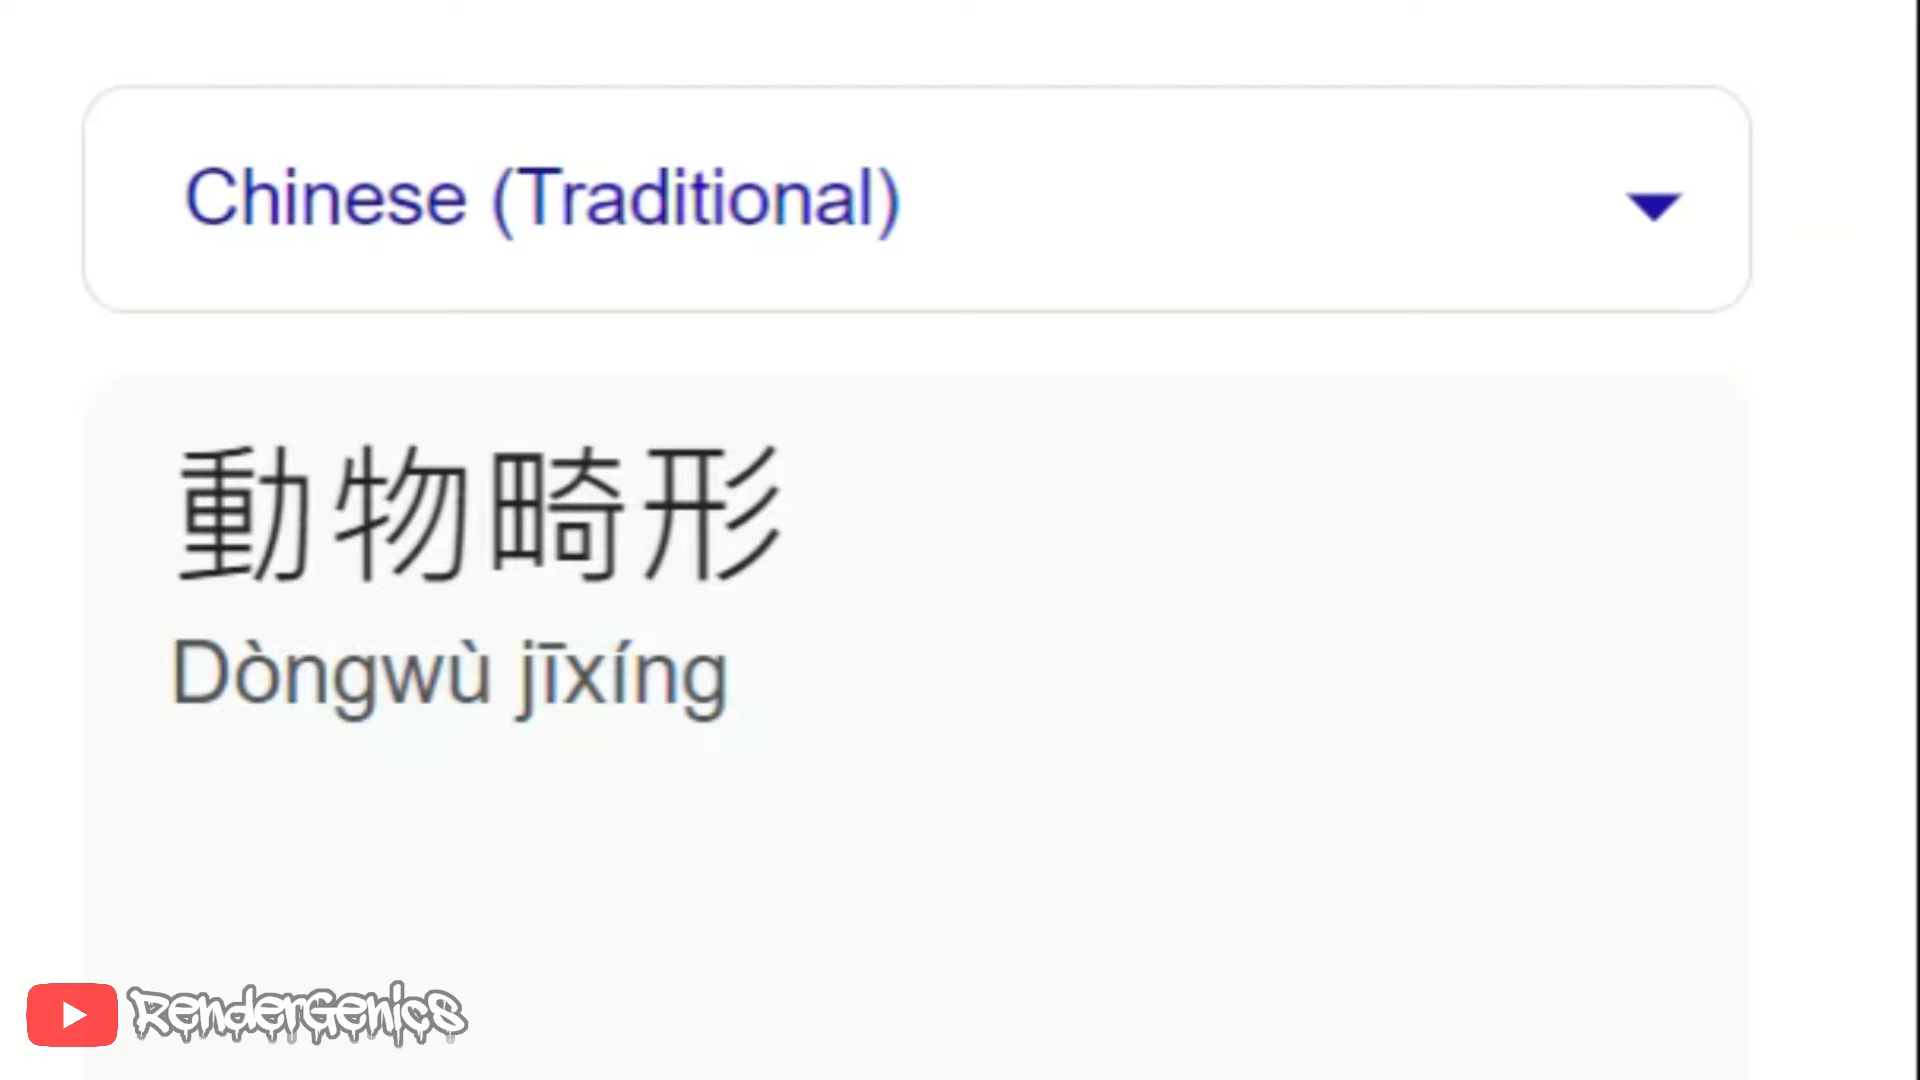 Chinese (Traditional)
動物畸形
Dòngwù jīxíng
RenderGenics